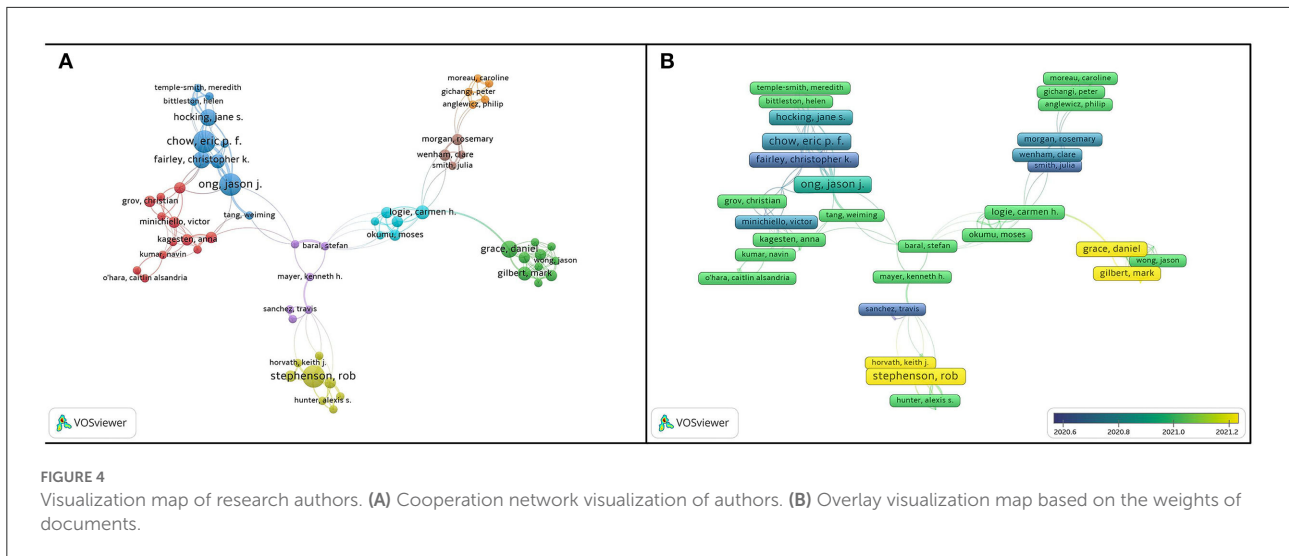 A
temple-smith, meredith
bittleston, helen
hocking, jane s.
chow, eric p. f.
fairley, christopher k.
ong, jason j.
grov, christian
minichiello, victor
tang, weiming
kagesten, anna
kumar, navin
o'hara, caitlin alsandria
moreau, caroline
gichangi, peter
anglewicz, philip
morgan, rosemary
wenham, clare
smith, julia
logie, carmen h.
okumu, moses
baral, stefan
grace, daniel
wong, jason
gilbert, mark
mayer, kenneth h.
sanchez, travis
horvath, keith j.
stephenson, rob
hunter, alexis s.
VOSviewer
B
temple-smith, meredith
bittleston, helen
hocking, jane s.
chow, eric p. f.
fairley, christopher k.
ong, jason j.
grov, christian
minichiello, victor
tang, weiming
kagesten, anna
kumar, navin
o'hara, caitlin alsandria
moreau, caroline
gichangi, peter
anglewicz, philip
morgan, rosemary
wenham, clare
smith, julia
logie, carmen h.
okumu, moses
baral, stefan
grace, daniel
wong, jason
gilbert, mark
mayer, kenneth h.
sanchez, travis
horvath, keith j.
stephenson, rob
hunter, alexis s.
VOSviewer
2020.6 2020.8 2021.0 2021.2
FIGURE 4
Visualization map of research authors. (A) Cooperation network visualization of authors. (B) Overlay visualization map based on the weights of
documents.